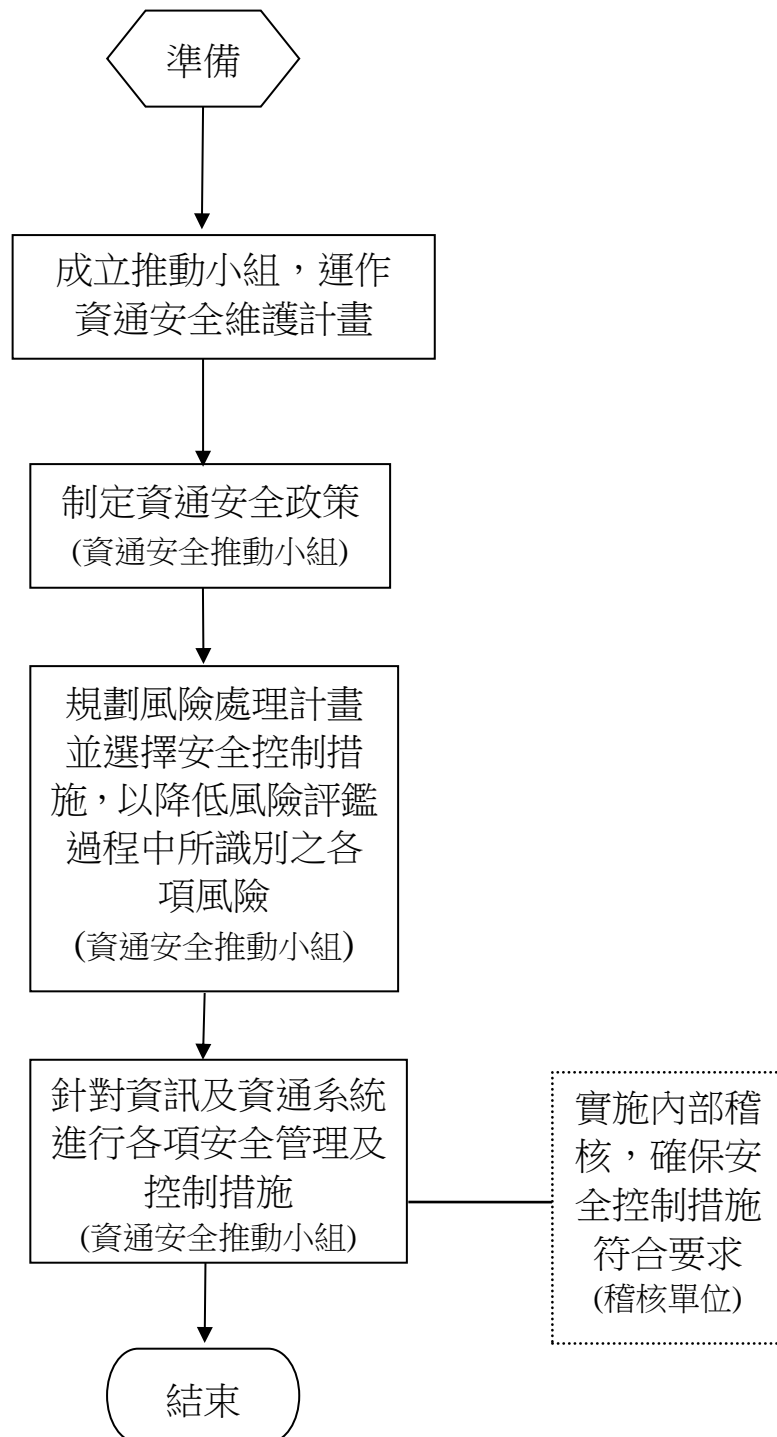 準備
成立推動小組，運作
資通安全維護計畫
制定資通安全政策
(資通安全推動小組)
規劃風險處理計畫
並選擇安全控制措
施，以降低風險評鑑
過程中所識別之各
項風險
(資通安全推動小組)
針對資訊及資通系統
進行各項安全管理及
控制措施
(資通安全推動小組)
實施內部稽
核，確保安
全控制措施
符合要求
(稽核單位)
結束